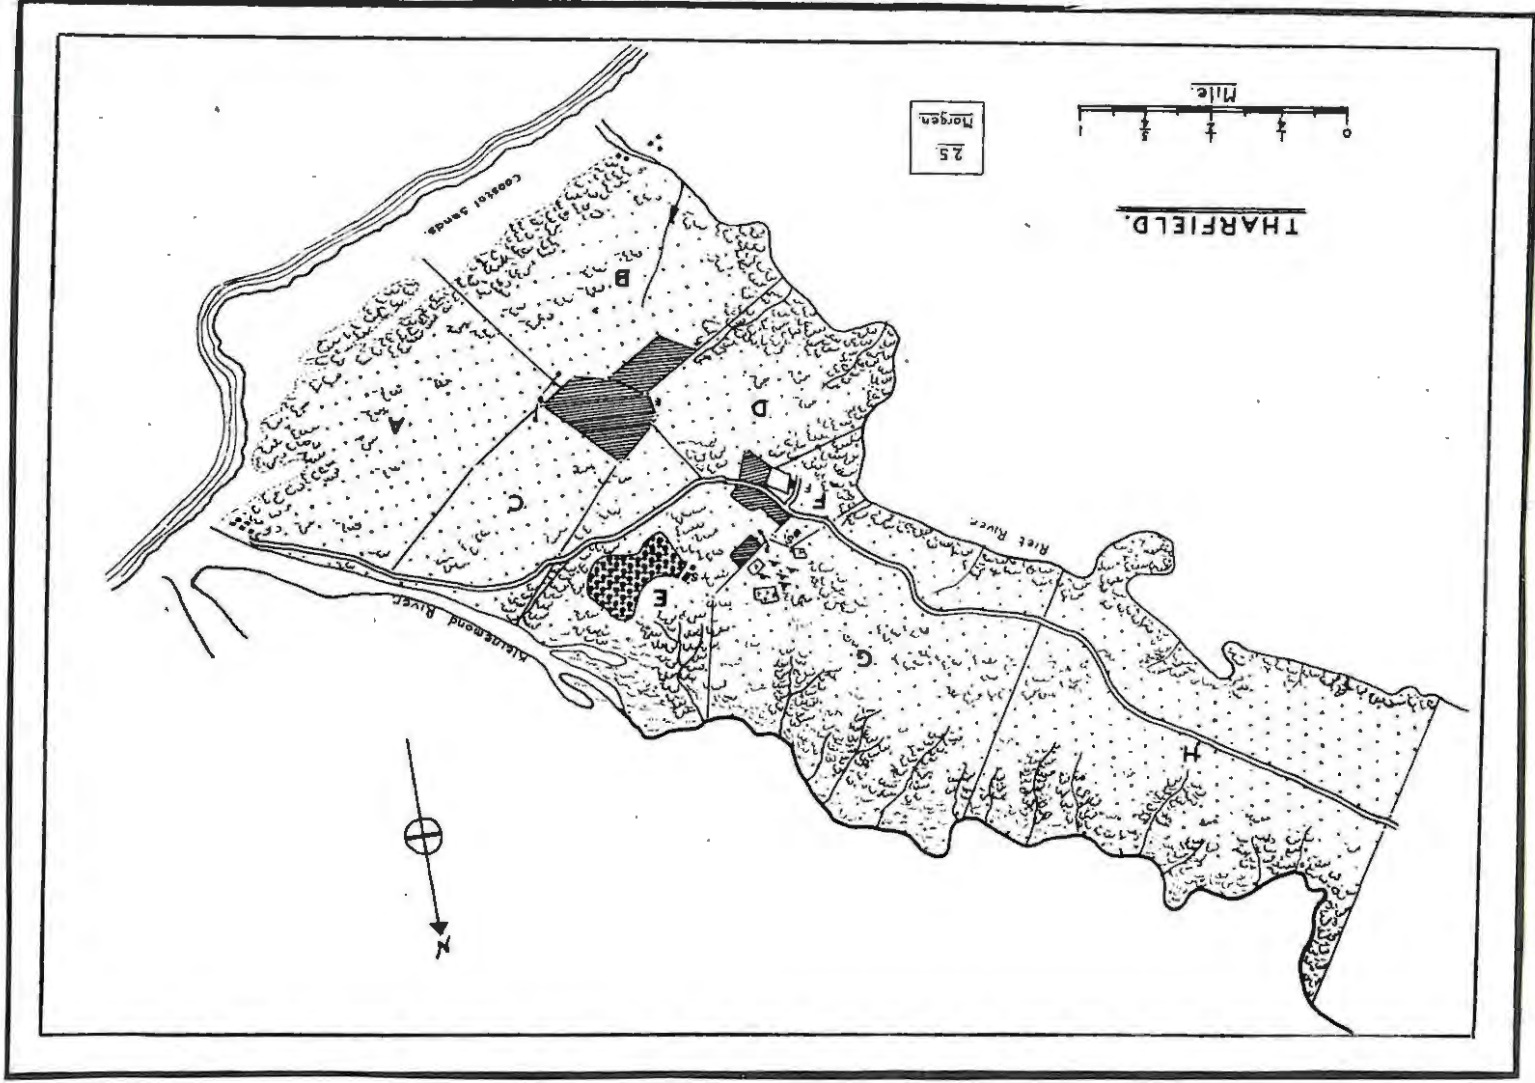 THARFIELD.
0 1/4 1/2 3/4 1
Mile.
25
Morgen
N
H
G
E
F
D
C
B
A
Kleinemond River.
Riet River.
Coastal Sands.